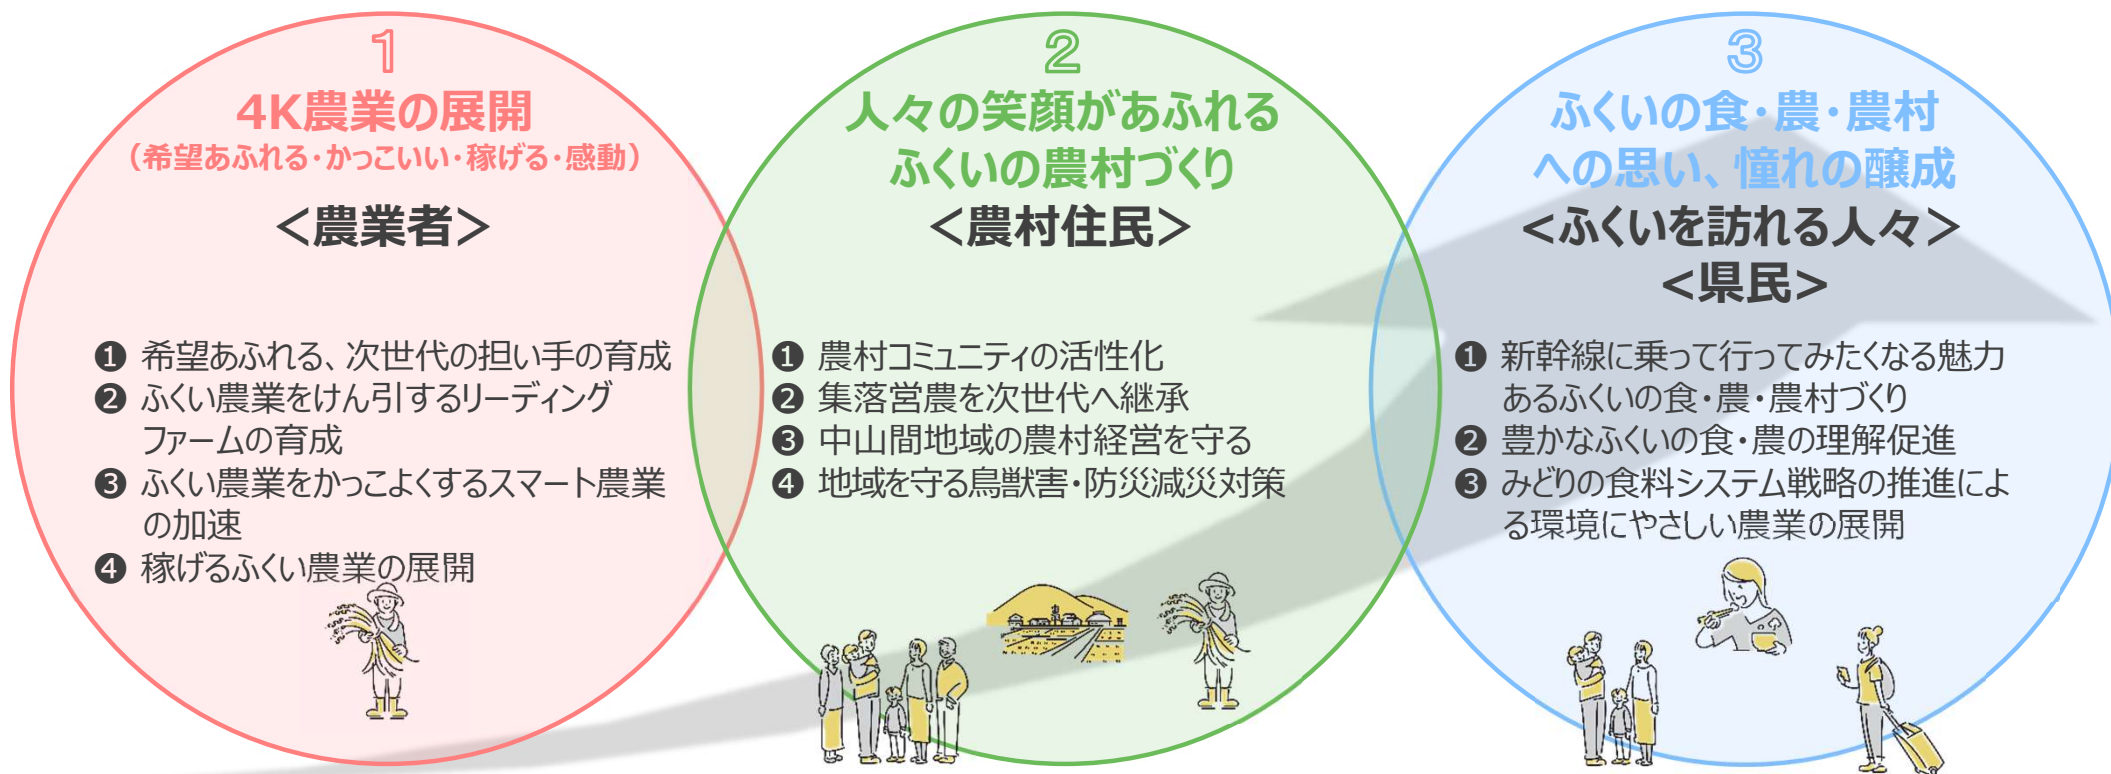 1
4K農業の展開
（希望あふれる・かっこいい・稼げる・感動）
＜農業者＞
❶ 希望あふれる、次世代の担い手の育成
❷ ふくい農業をけん引するリーディング
ファームの育成
❸ ふくい農業をかっこよくするスマート農業
の加速
❹ 稼げるふくい農業の展開
2
人々の笑顔があふれる
ふくいの農村づくり
＜農村住民＞
❶ 農村コミュニティの活性化
❷ 集落営農を次世代へ継承
❸ 中山間地域の農村経営を守る
❹ 地域を守る鳥獣害・防災減災対策
3
ふくいの食・農・農村
への思い、憧れの醸成
＜ふくいを訪れる人々＞
＜県民＞
❶ 新幹線に乗って行ってみたくなる魅力
あるふくいの食・農・農村づくり
❷ 豊かなふくいの食・農の理解促進
❸ みどりの食料システム戦略の推進によ
る環境にやさしい農業の展開